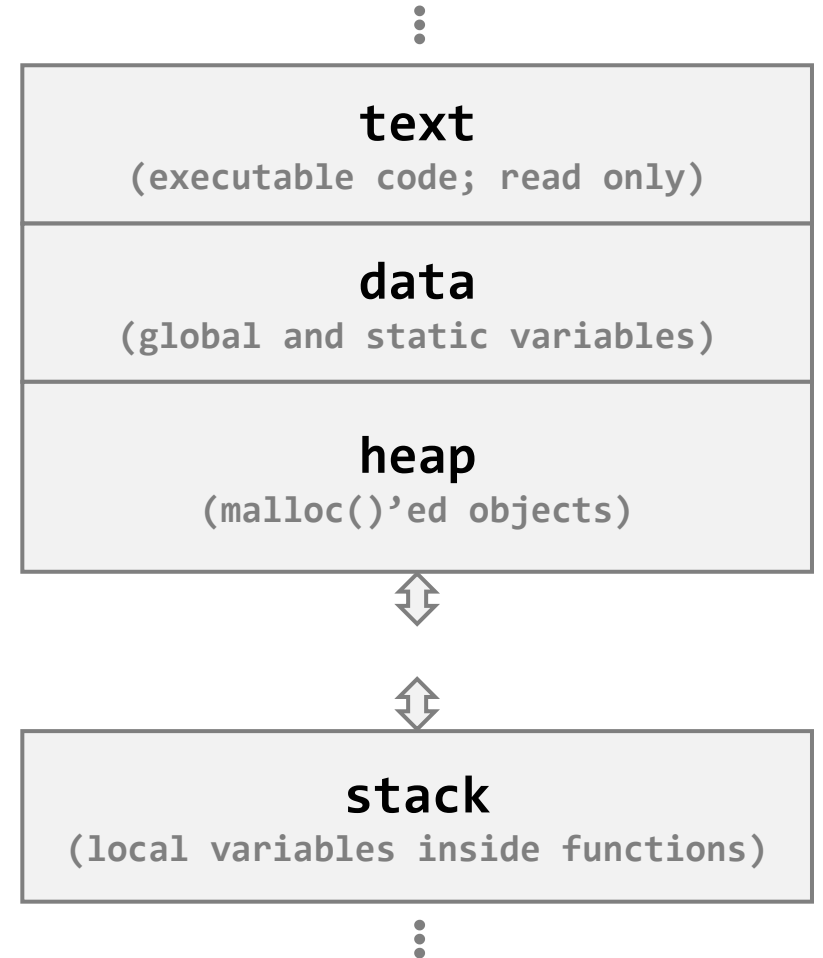 text
(executable code; read only)
data
(global and static variables)
heap
(malloc()’ed objects)
stack
(local variables inside functions)